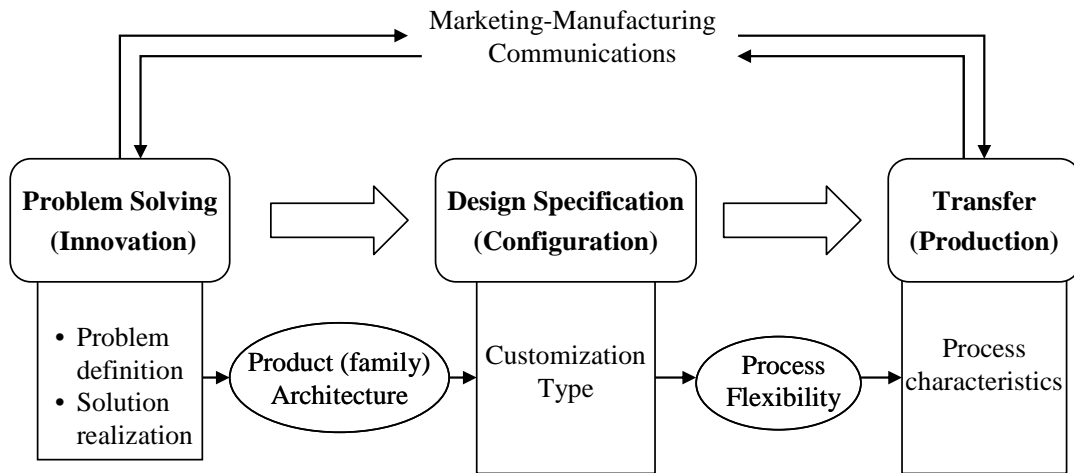 Marketing-Manufacturing
Communications
Problem Solving
(Innovation)
Design Specification
(Configuration)
Transfer
(Production)
• Problem
definition
• Solution
realization
Product (family)
Architecture
Customization
Type
Process
Flexibility
Process
characteristics